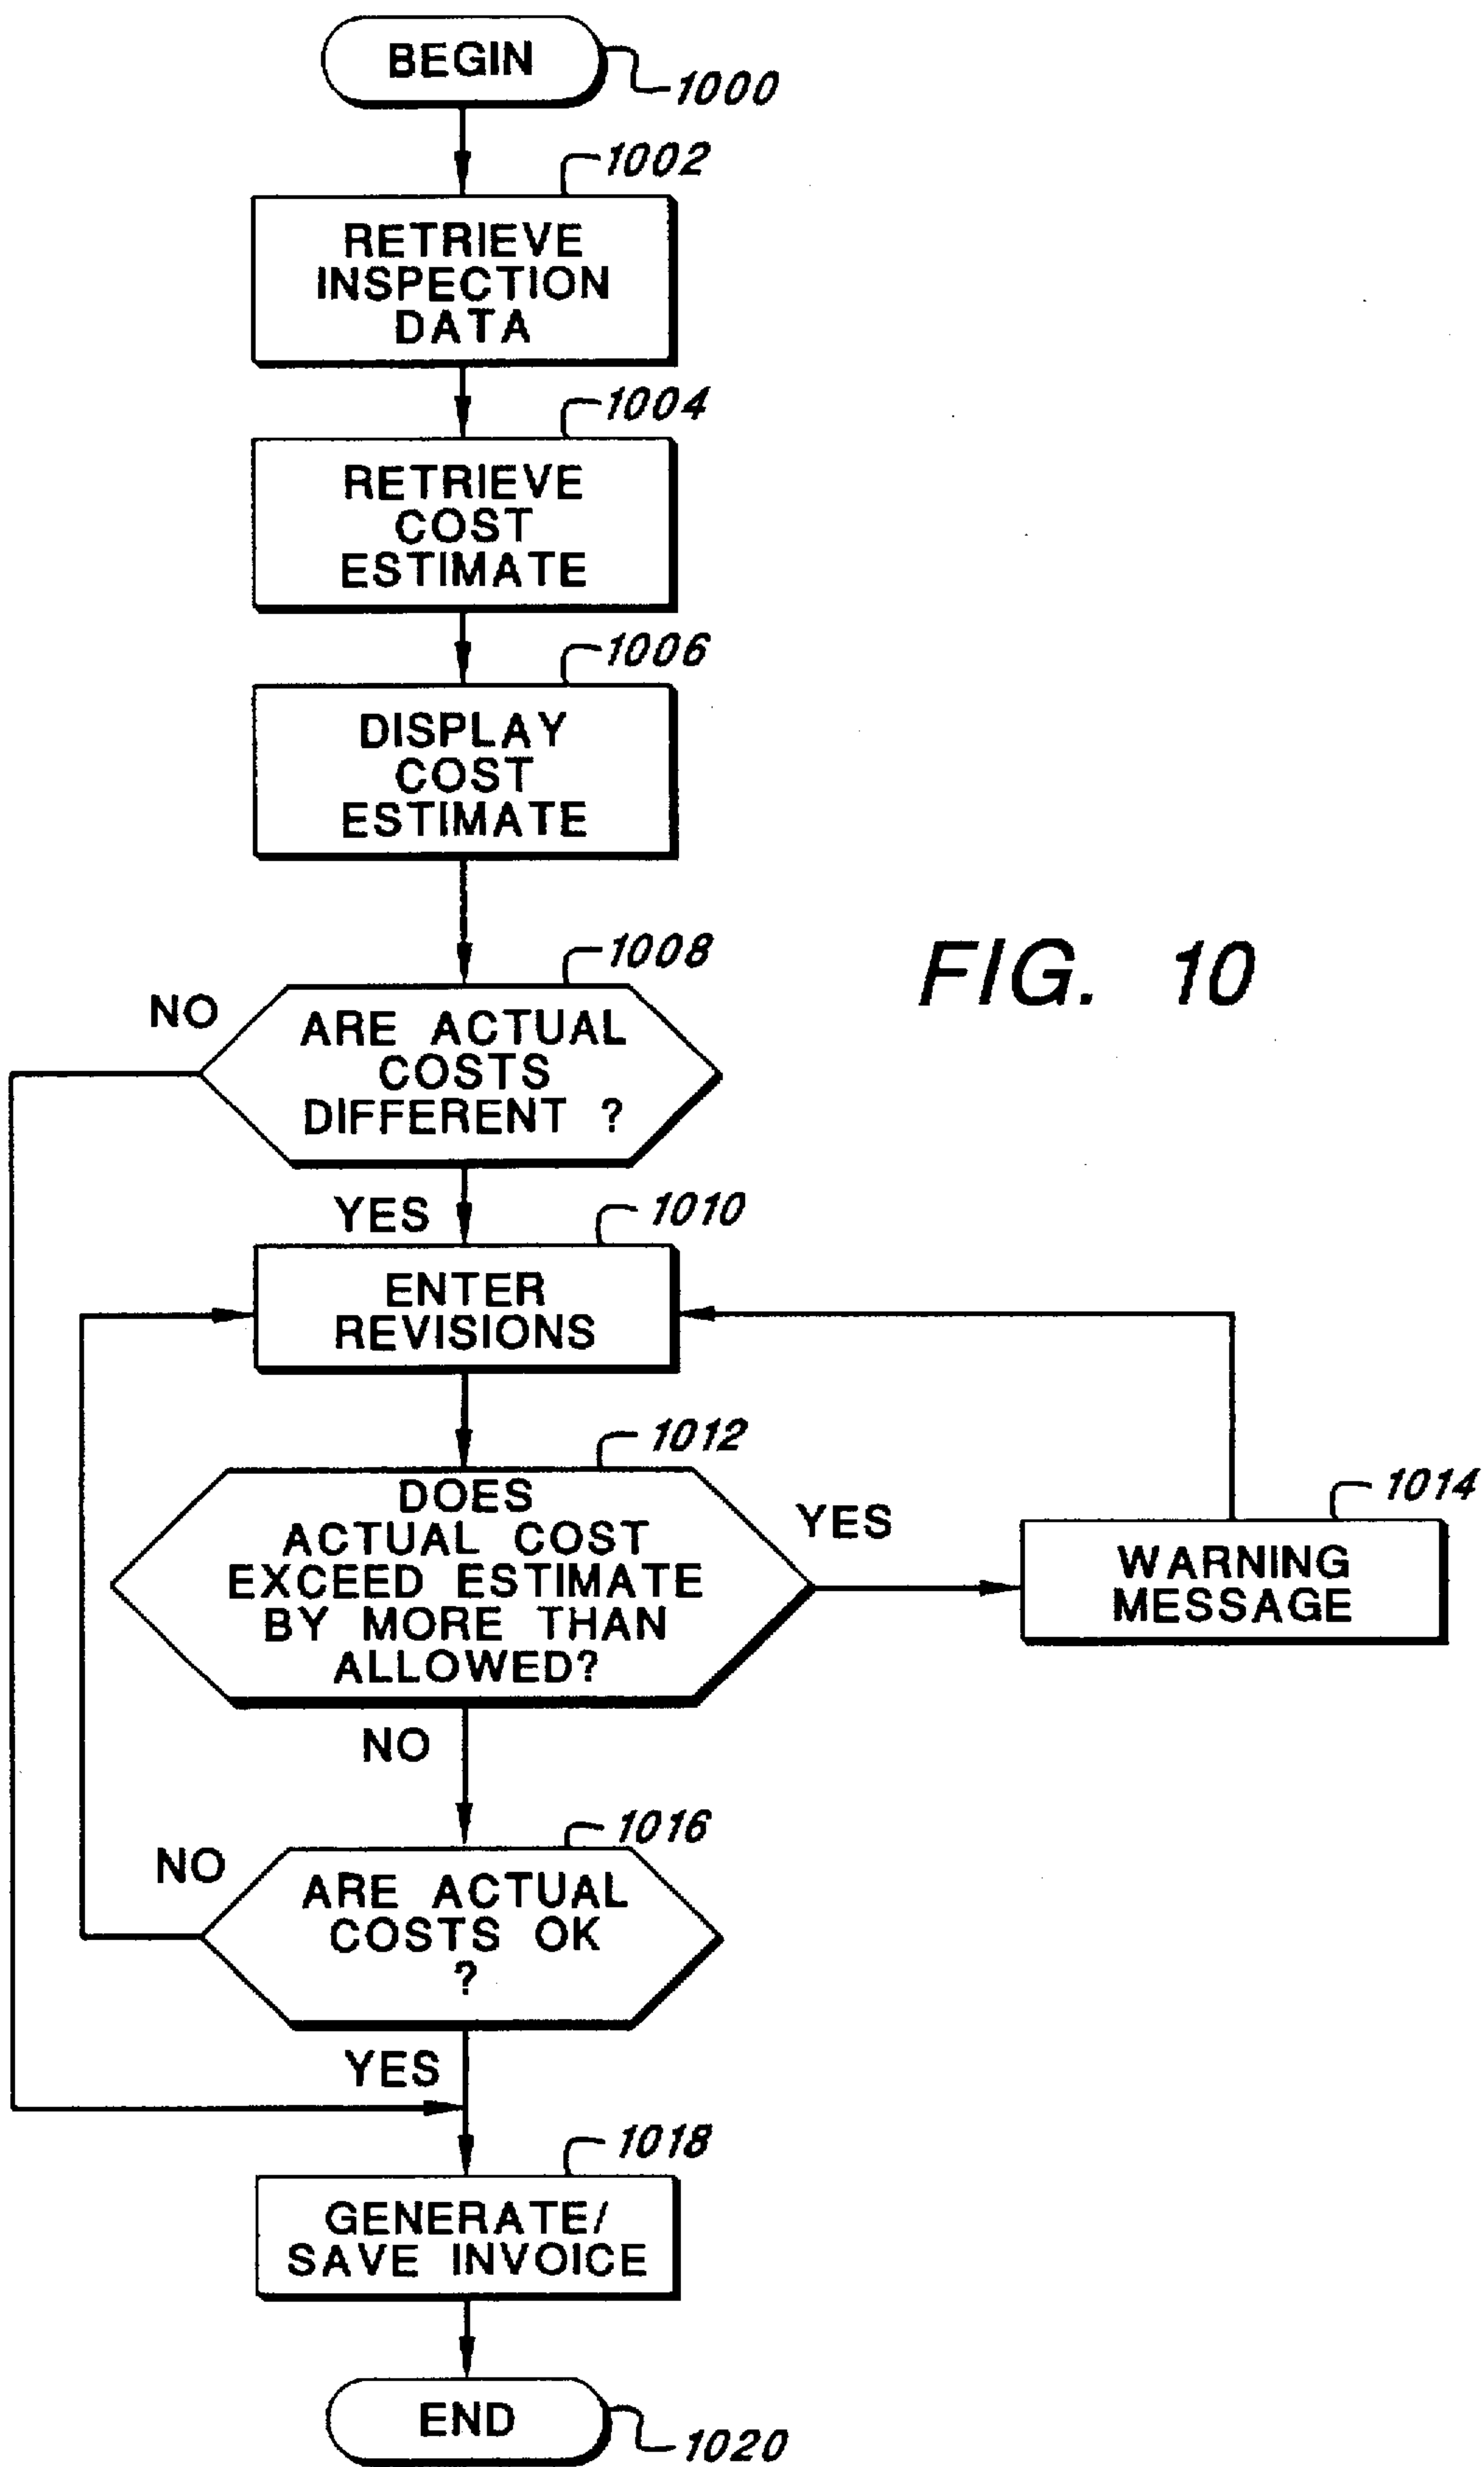 BEGIN
1000
1002
RETRIEVE
INSPECTION
DATA
1004
RETRIEVE
COST
ESTIMATE
1006
DISPLAY
COST
ESTIMATE
1008
FIG. 10
NO
ARE ACTUAL
COSTS
DIFFERENT ?
YES
1010
ENTER
REVISIONS
1012
DOES
ACTUAL COST
EXCEED ESTIMATE
BY MORE THAN
ALLOWED?
YES
1014
WARNING
MESSAGE
NO
1016
NO
ARE ACTUAL
COSTS OK
?
YES
1018
GENERATE/
SAVE INVOICE
END
1020